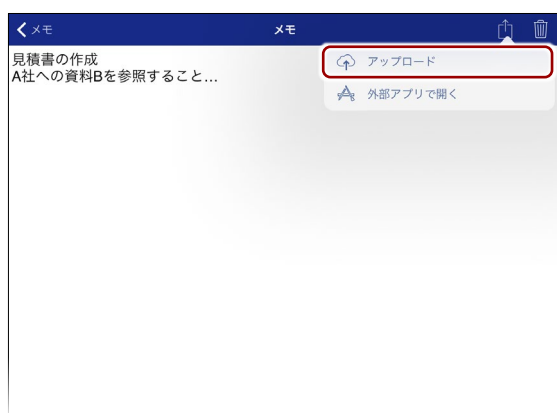 メモ
メモ
アップロード
外部アプリで開く
見積書の作成
A社への資料Bを参照すること…